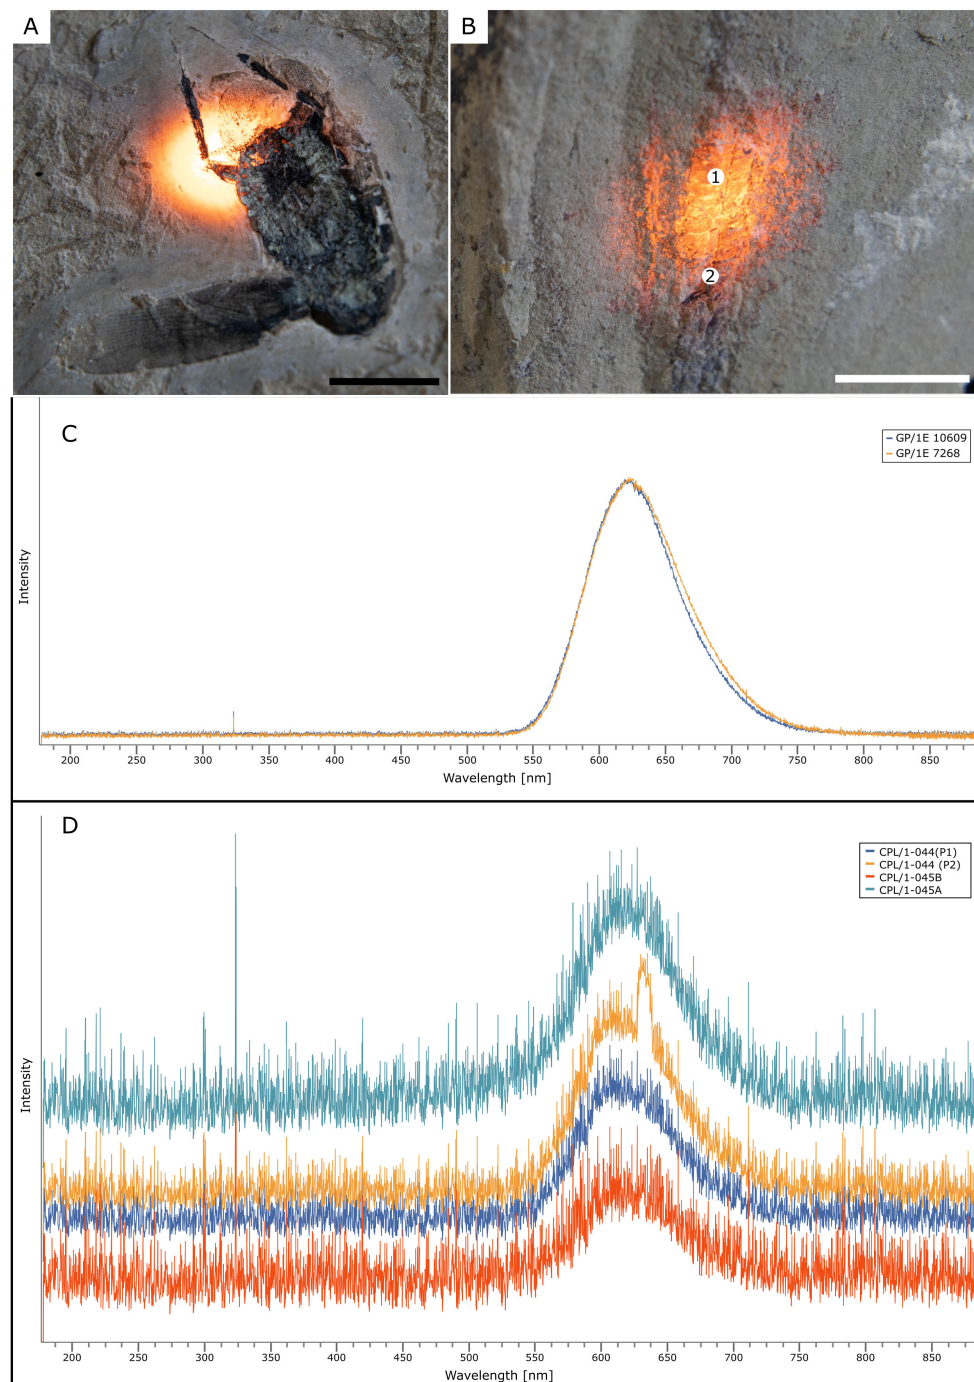 A
B
1
2
C
GP/1E 10609
GP/1E 7268
Intensity
200 250 300 350 400 450 500 550 600 650 700 750 800 850
Wavelength [nm]
D
CPL/1-044(P1)
CPL/1-044 (P2)
CPL/1-045B
CPL/1-045A
Intensity
200 250 300 350 400 450 500 550 600 650 700 750 800 850
Wavelength [nm]